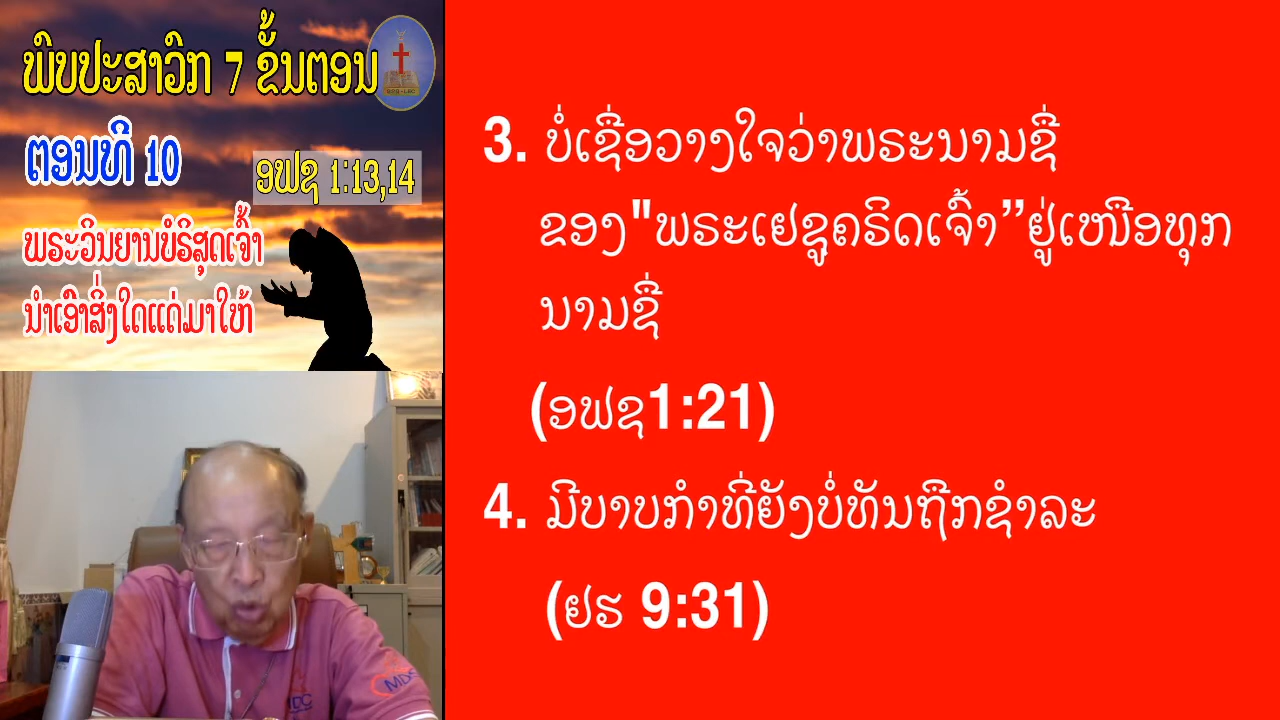 ພົບປະສາວົກ 7 ຂັ້ນຕອນ
ຕອນທີ 10
ອຟຊ 1:13,14
ພຣະວິນຍານບໍຣິສຸດເຈົ້າ
ນຳເອົາສິ່ງໃດແດ່ມາໃຫ້
3. ບໍ່ເຊື່ອວາງໃຈວ່າພຣະນາມຊື່
ຂອງ"ພຣະເຢຊູຄຣິດເຈົ້າ”ຢູ່ເໜືອທຸກ
ນາມຊື່
(ອຟຊ1:21)
4. ມີບາບກຳທີ່ຍັງບໍ່ທັນຖືກຊຳລະ
(ຢຮ 9:31)